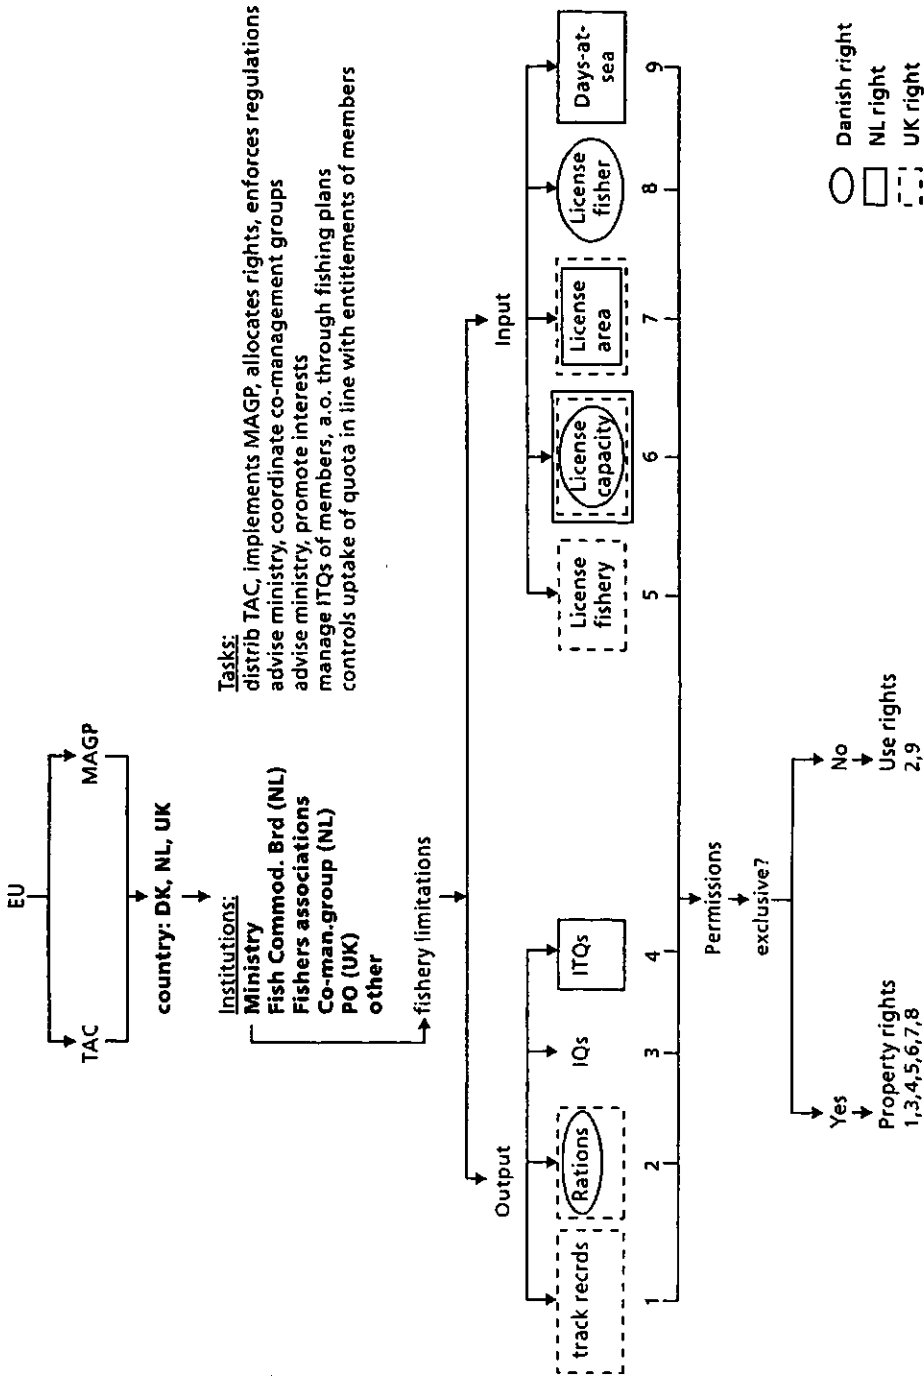 EU
TAC
MAGP
country: DK, NL, UK
Institutions:
Ministry
Fish Commod. Brd (NL)
Fishers associations
Co-man.group (NL)
PO (UK)
other
Tasks:
distrib TAC, implements MAGP, allocates rights, enforces regulations
advise ministry, coordinate co-management groups
advise ministry, promote interests
manage ITQs of members, a.o. through fishing plans
controls uptake of quota in line with entitlements of members
fishery limitations
Output
Input
track recrds
Rations
IQs
ITQs
License
fishery
License
capacity
License
area
License
fisher
Days-at-
sea
1
2
3
4
5
6
7
8
9
Permissions
exclusive?
Yes
No
Property rights
1,3,4,5,6,7,8
Use rights
2,9
Danish right
NL right
UK right